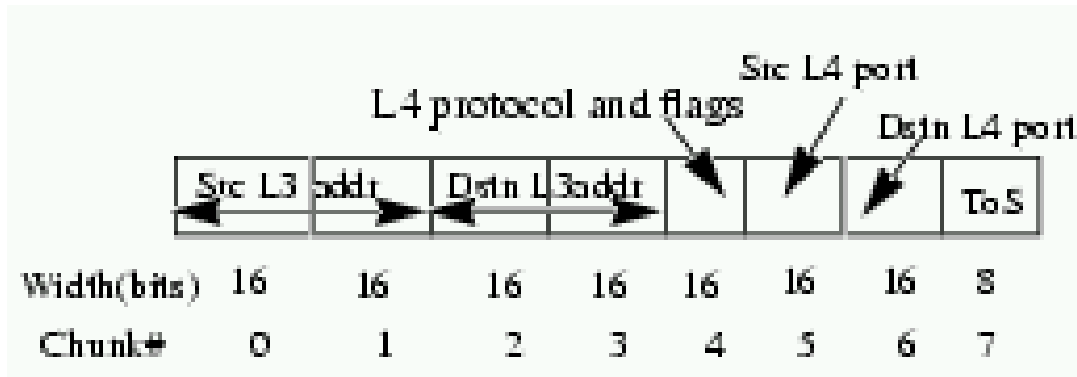 Src L4 port
L4 protocol and flags
Dstn L4 port
Src L3 addr
Dstn L3addr
ToS
Width(bits) 16 16 16 16 16 16 16 8
Chunk# 0 1 2 3 4 5 6 7